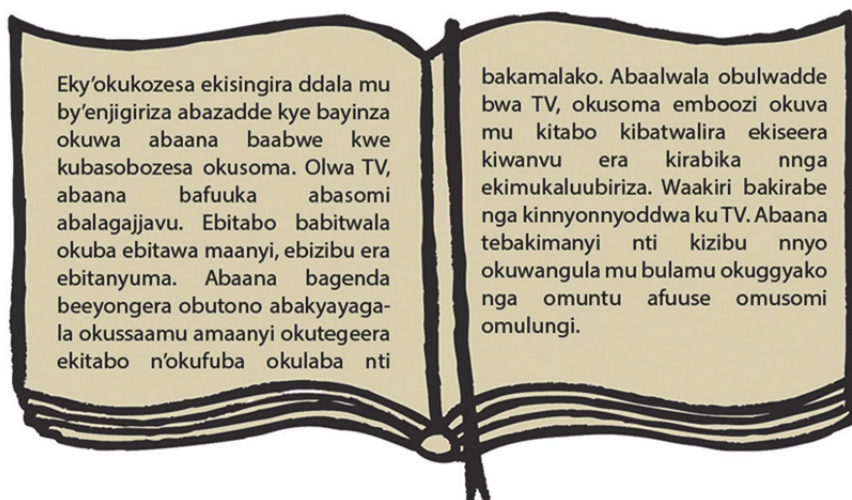 Eky'okukozesa ekisingira ddala mu
by'enjigiriza abazadde kye bayinza
okuwa abaana baabwe kwe
kubasobozesa okusoma. Olwa TV,
abaana bafuuka abasomi
abalagajjavu. Ebitabo babitwala
okuba ebitawa maanyi, ebizibu era
ebitanyuma. Abaana bagenda
beeyongera obutono abakyayaga-
la okussaamu amaanyi okutegeera
ekitabo n'okufuba okulaba nti
bakamalako. Abaalwala obulwadde
bwa TV, okusoma emboozi okuva
mu kitabo kibatwalira ekiseera
kiwanvu era kirabika nnga
ekimukaluubiriza. Waakiri bakirabe
nga kinnyonnyoddwa ku TV. Abaana
tebakimanyi nti kizibu nnyo
okuwangula mu bulamu okuggyako
nga omuntu afuuse omusomi
omulungi.